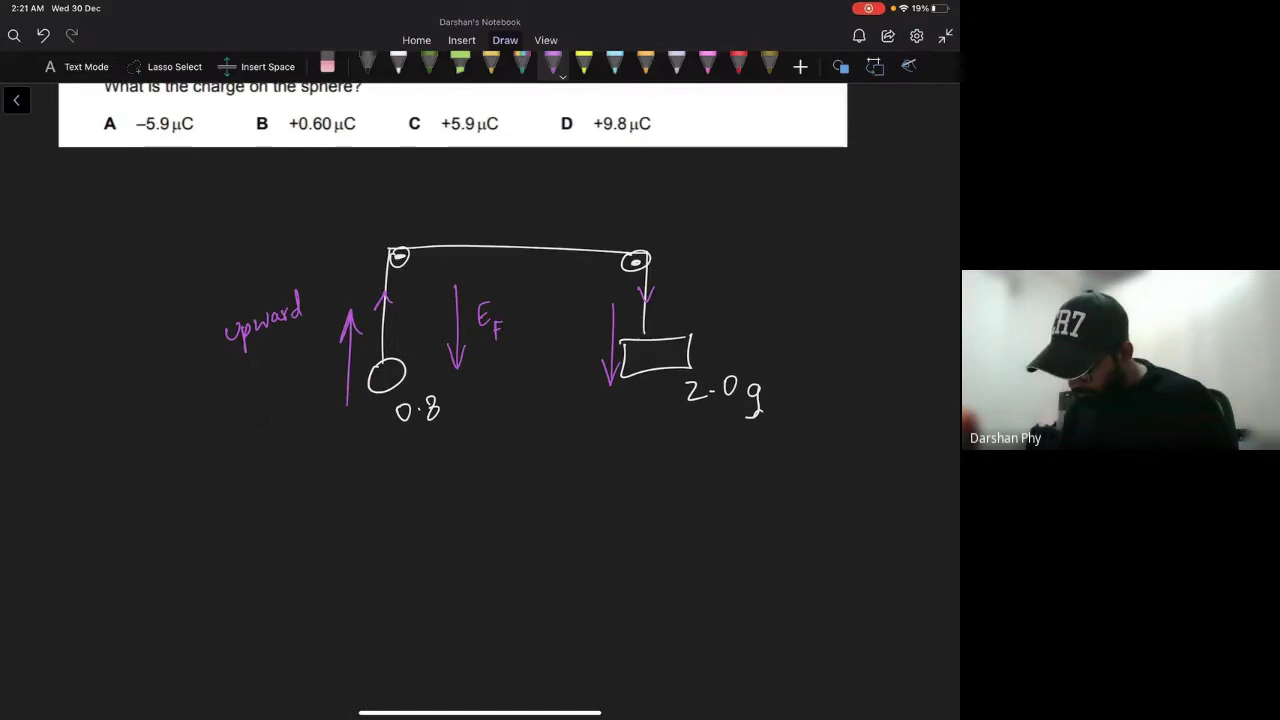 2:21 AM Wed 30 Dec
19%
Darshan's Notebook
Home Insert Draw View
Text Mode Lasso Select Insert Space
What is the charge on the sphere?
A –5.9 μC B +0.60 μC C +5.9 μC D +9.8 μC
upward
EF
0.8
2.0g
Darshan Phy